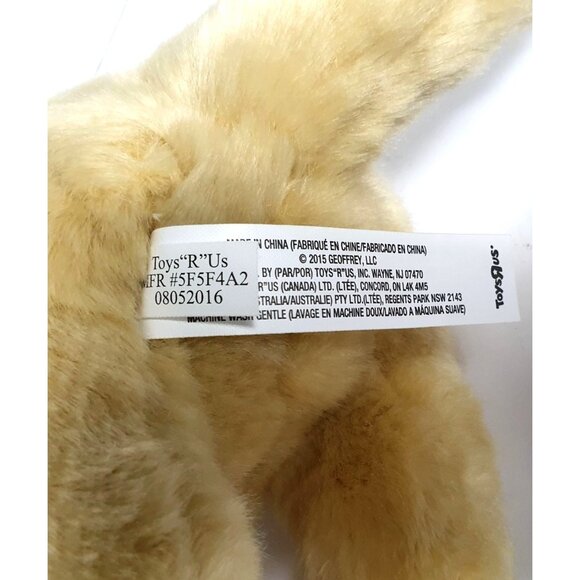 Toys“R”Us
MFR #5F5F4A2
08052016
MADE IN CHINA (FABRIQUÉ EN CHINE/FABRICADO EN CHINA)
© 2015 GEOFFREY, LLC
. BY (PAR/POR) TOYS"R"US, INC. WAYNE, NJ 07470
"R"US (CANADA) LTD. (LTÉE), CONCORD, ON L4K 4M5
(AUSTRALIA/AUSTRALIE) PTY LTD.(LTÉE), REGENTS PARK NSW 2143
MACHINE WASH GENTLE (LAVAGE EN MACHINE DOUX/LAVADO A MÁQUINA SUAVE)
ToysRus.